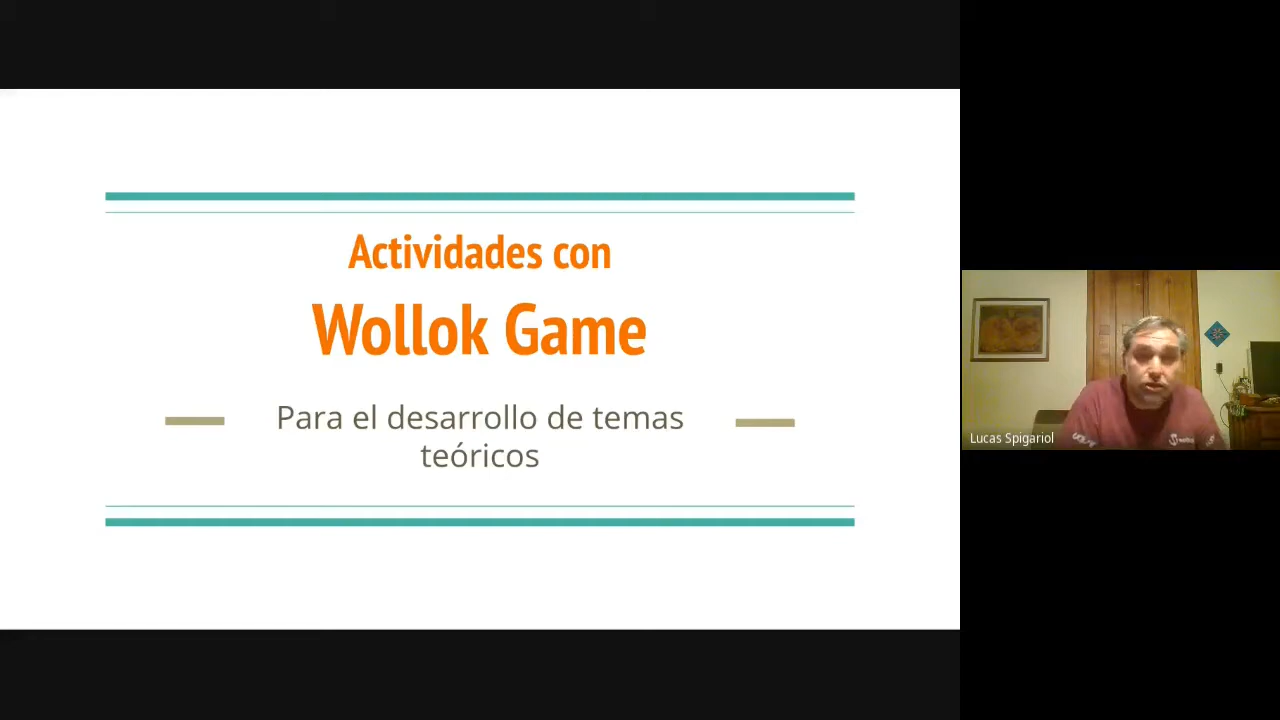 Actividades con
Wollok Game
Para el desarrollo de temas
teóricos
Lucas Spigariol